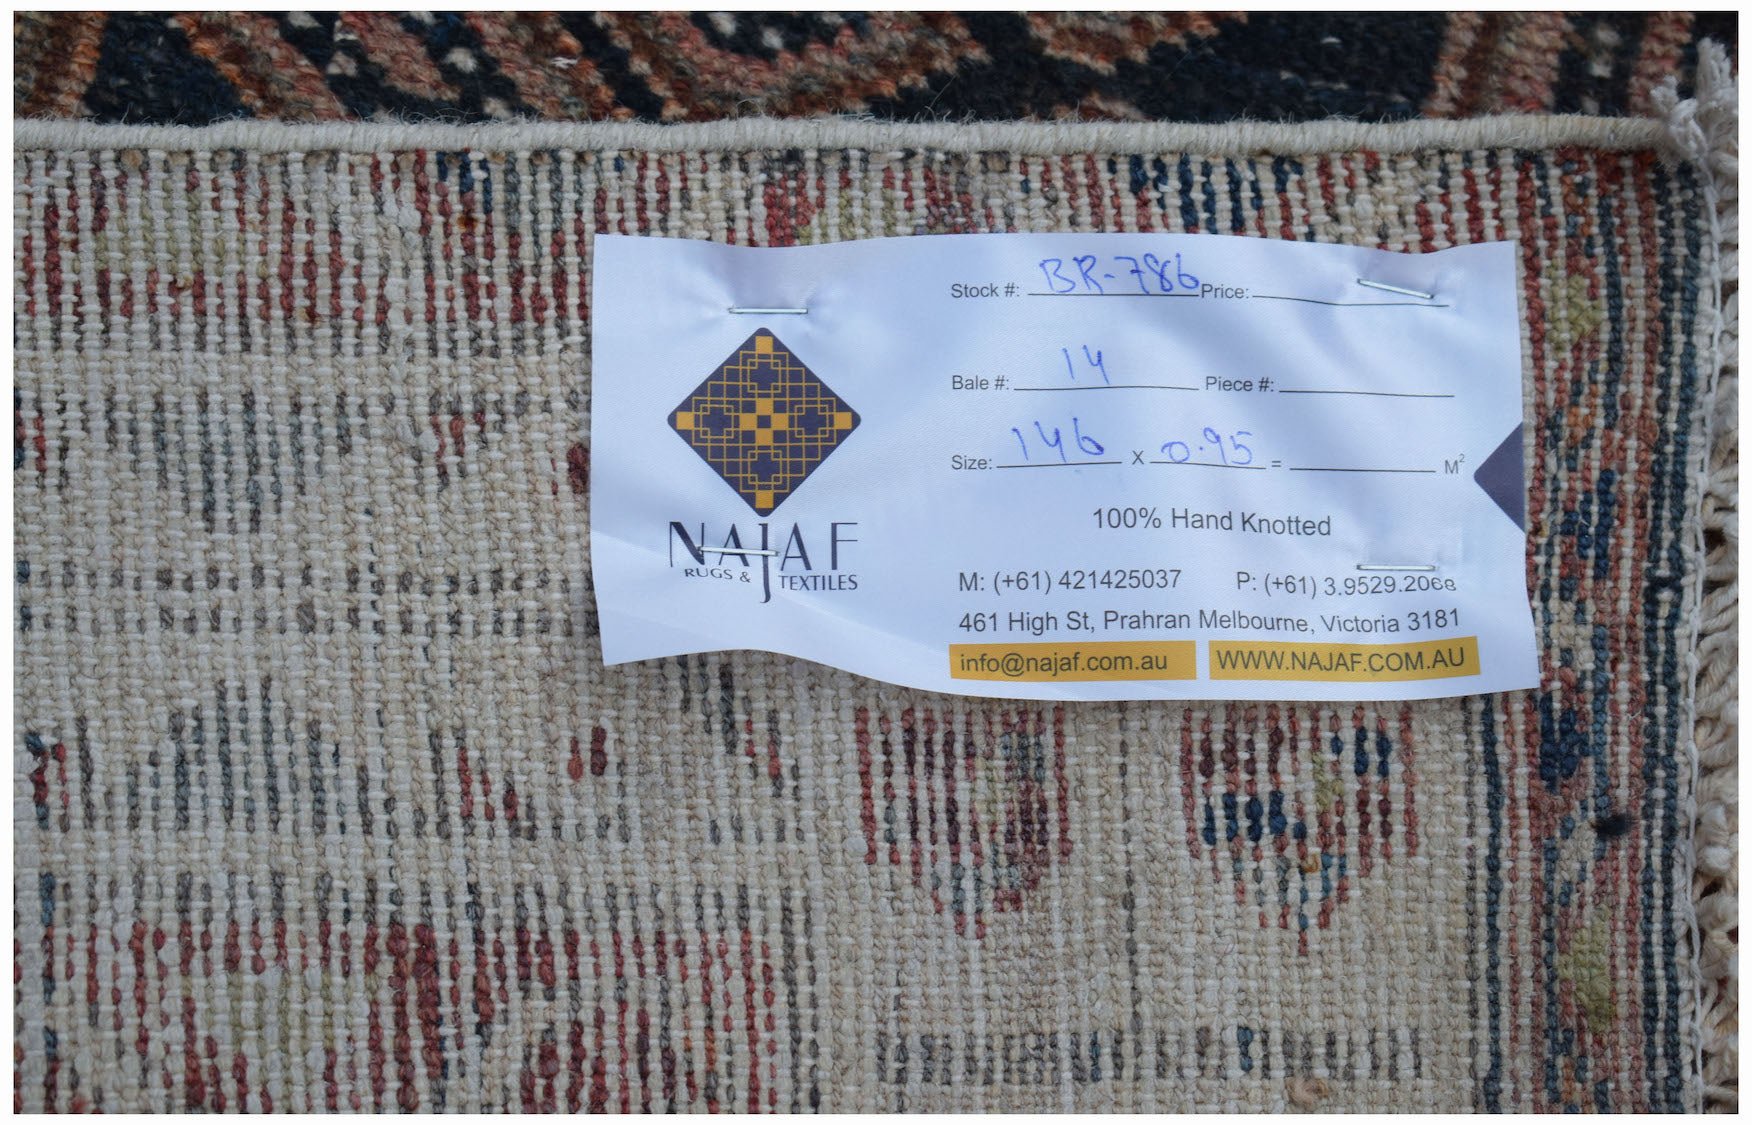 NAJAF
RUGS & TEXTILES
Stock #: BR-786 Price:
Bale #: 14 Piece #:
Size: 146 X 0.95 = M²
100% Hand Knotted
M: (+61) 421425037 P: (+61) 3.9529.2068
461 High St, Prahran Melbourne, Victoria 3181
info@najaf.com.au WWW.NAJAF.COM.AU